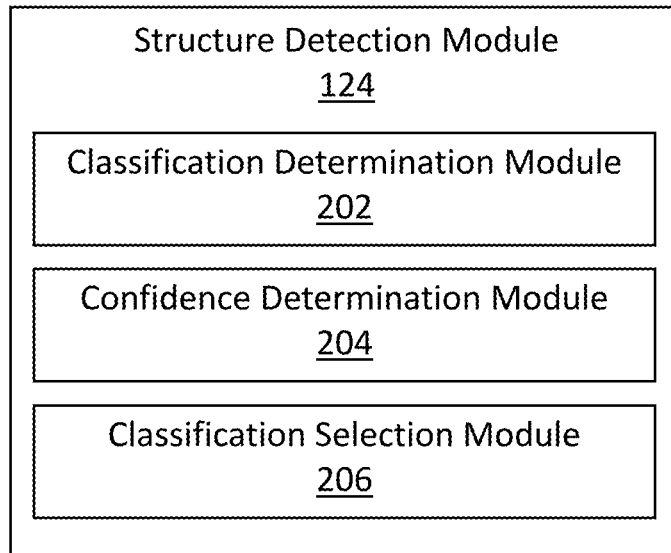 Structure Detection Module
124
Classification Determination Module
202
Confidence Determination Module
204
Classification Selection Module
206